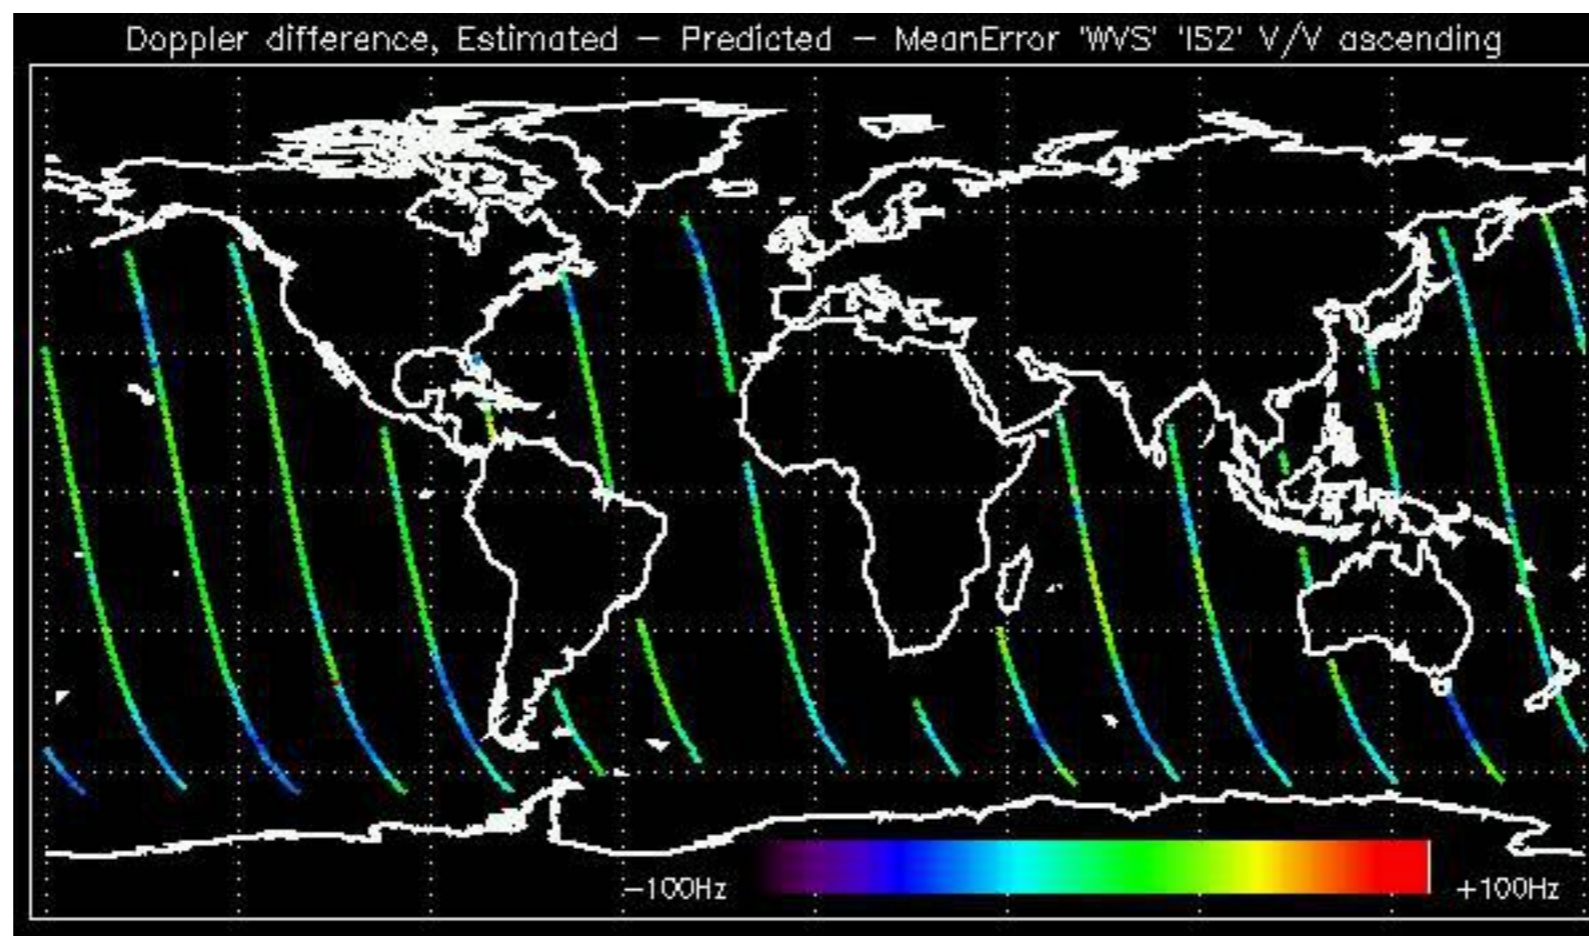 Doppler difference, Estimated – Predicted – MeanError 'WVS' 'IS2' V/V ascending
–100Hz +100Hz